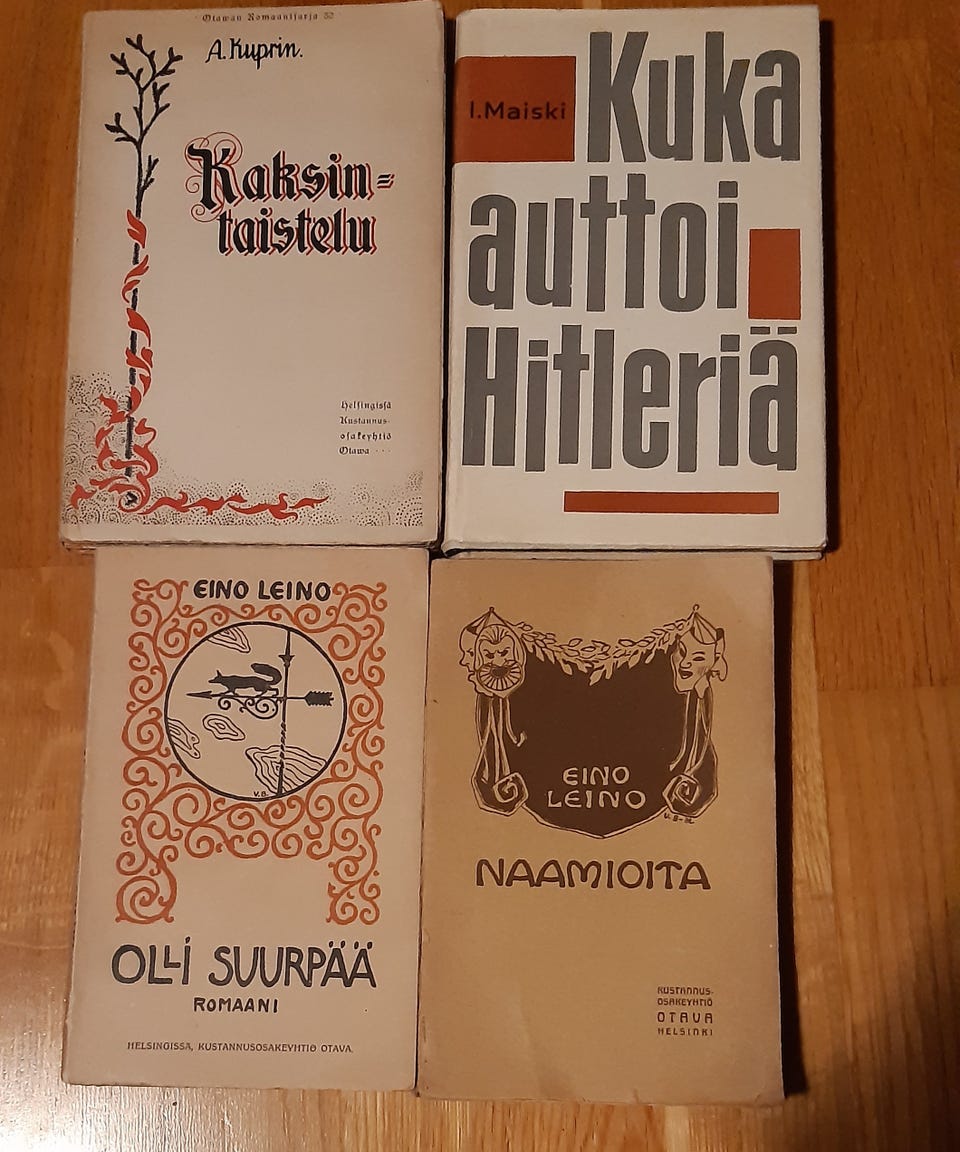 Otawan Romaanisarja 32
A. Kuprin.
Kaksin=
taistelu
Helsingissä
Kustannus-
osakeyhtiö
Otawa
I. Maiski
Kuka
auttoi
Hitleriä
EINO LEINO
V.B.
OLLI SUURPÄÄ
ROMAANI
HELSINGISSÄ, KUSTANNUSOSAKEYHTIÖ OTAVA.
EINO
LEINO
V. B-M.
NAAMIOITA
KUSTANNUS-
OSAKEYHTIÖ
OTAVA
HELSINKI